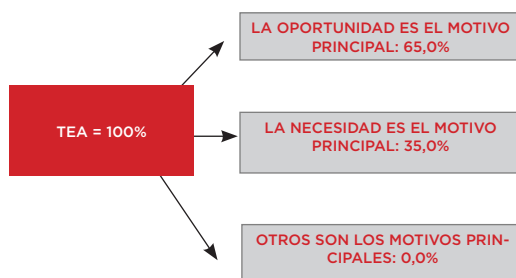 LA OPORTUNIDAD ES EL MOTIVO
PRINCIPAL: 65,0%
TEA = 100%
LA NECESIDAD ES EL MOTIVO
PRINCIPAL: 35,0%
OTROS SON LOS MOTIVOS PRIN-
CIPALES: 0,0%